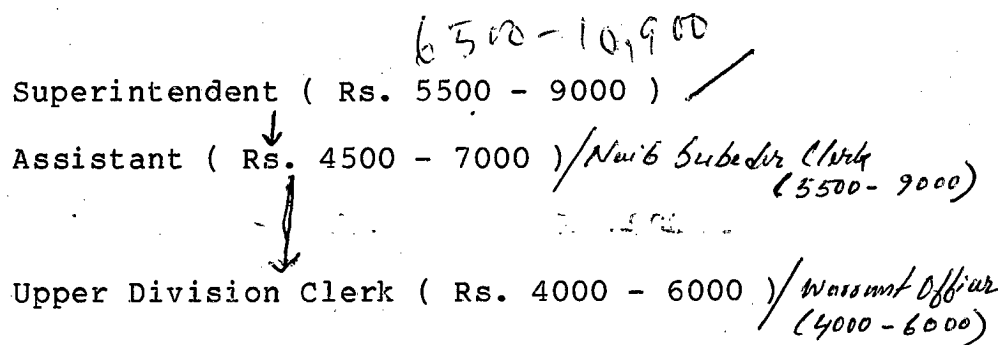 6500-10,900
Superintendent ( Rs. 5500 - 9000 ) /
Assistant ( Rs. 4500 - 7000 )/Naib Subedar Clerk
(5500- 9000)
Upper Division Clerk ( Rs. 4000 - 6000 )/Warrant Officer
(4000-6000)